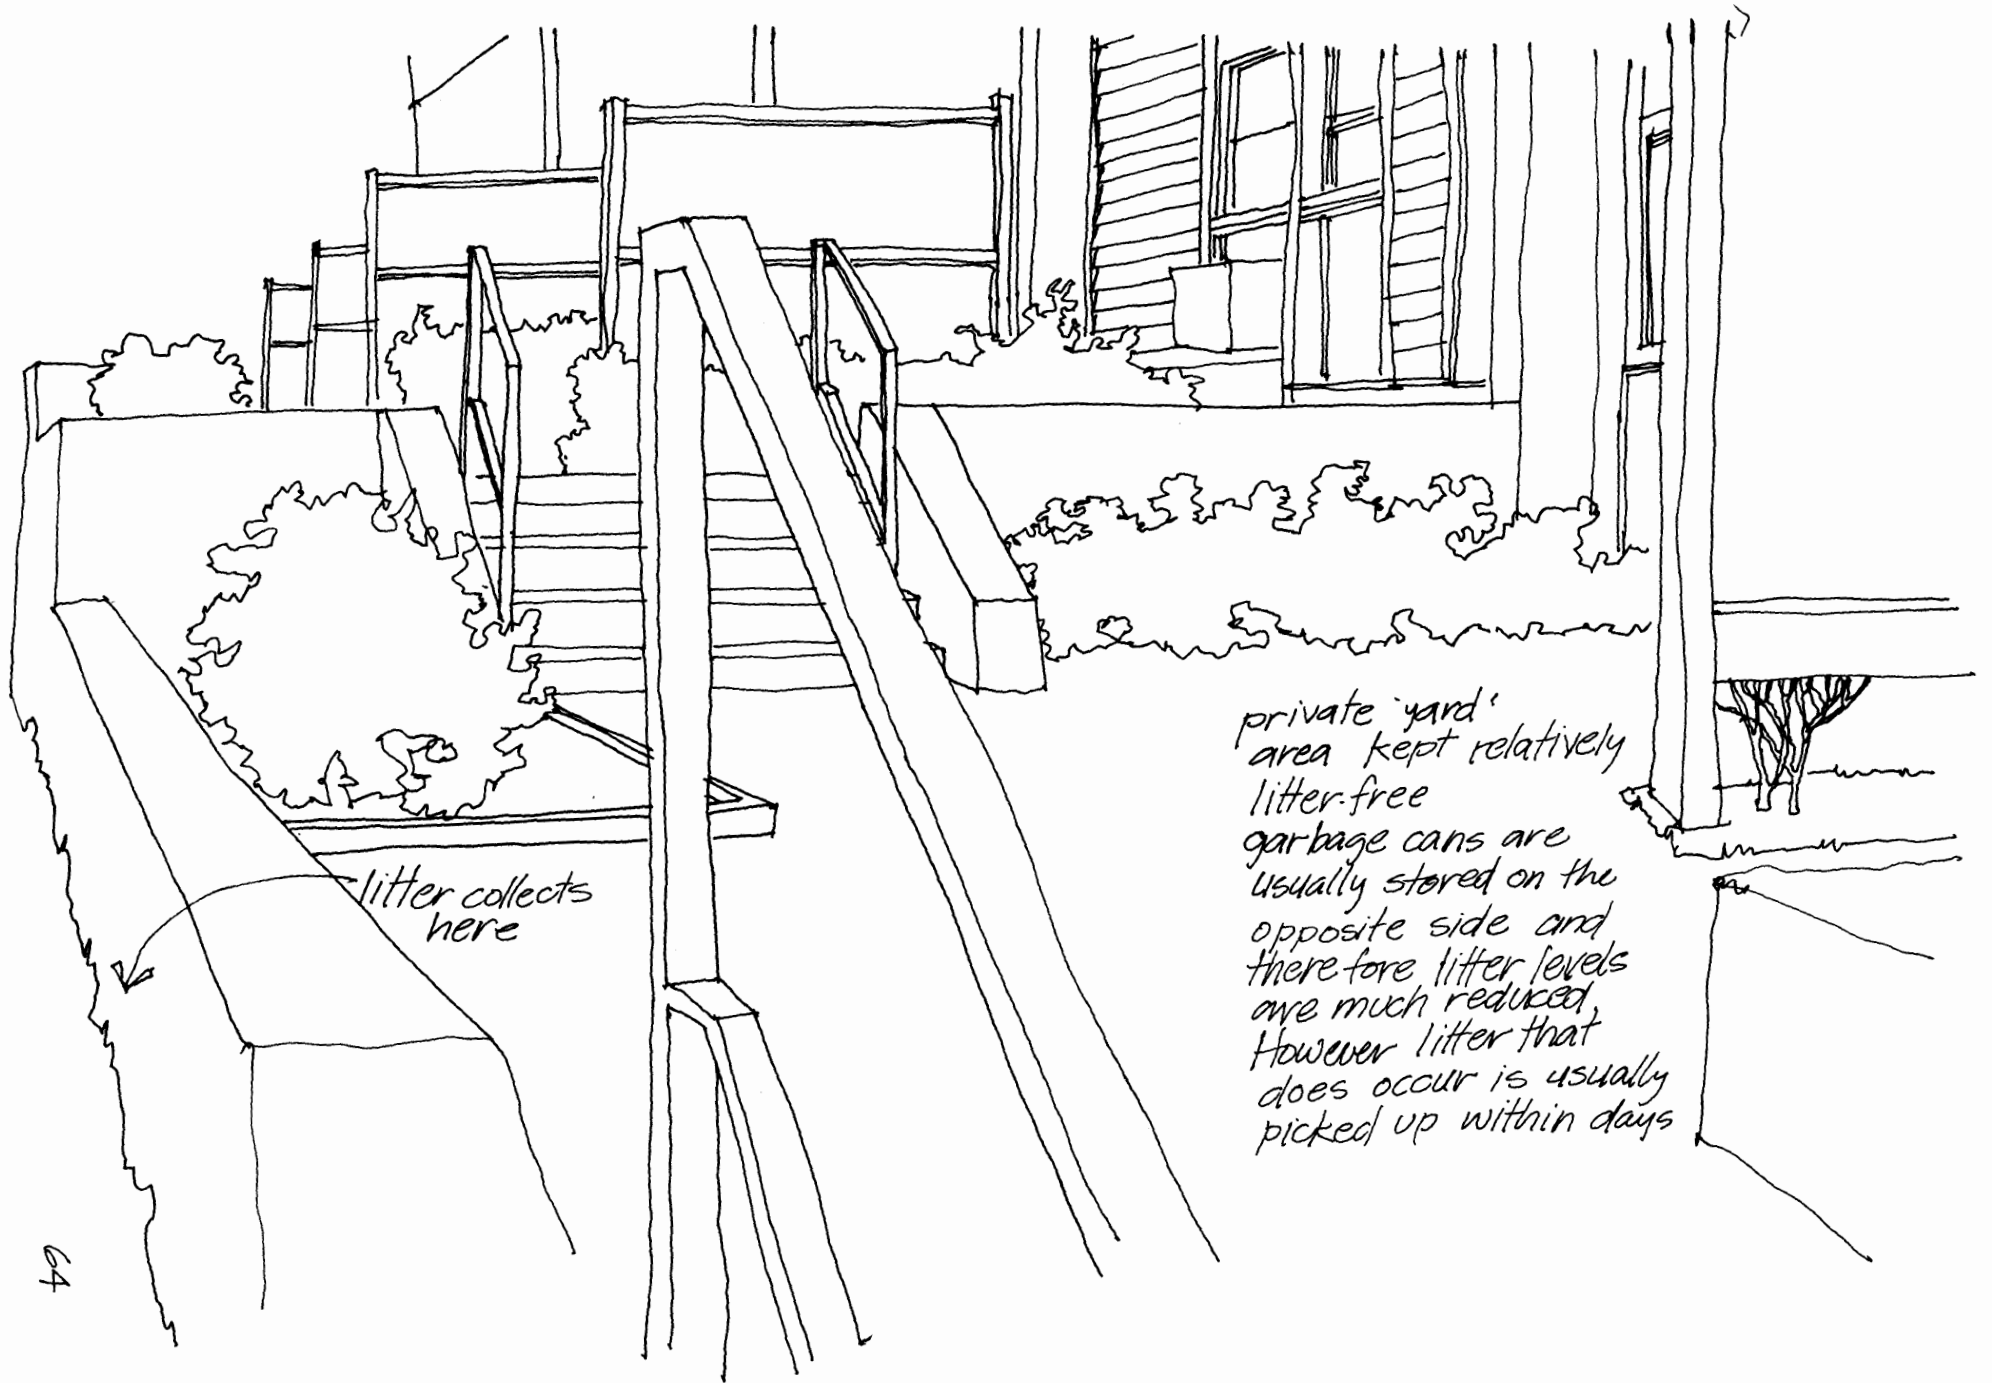 private 'yard'
area kept relatively
litter-free
garbage cans are
usually stored on the
opposite side and
therefore litter levels
are much reduced.
However litter that
does occur is usually
picked up within days
litter collects
here
64